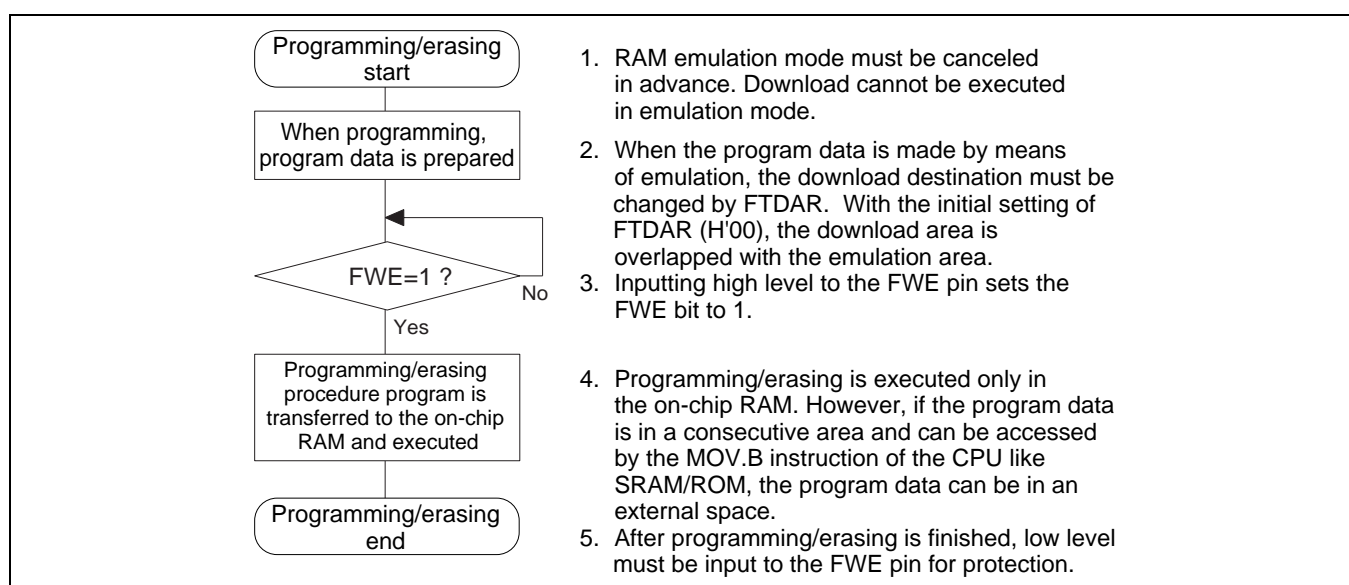 Programming/erasing
start
When programming,
program data is prepared
FWE=1 ?
No
Yes
Programming/erasing
procedure program is
transferred to the on-chip
RAM and executed
Programming/erasing
end
1. RAM emulation mode must be canceled
in advance. Download cannot be executed
in emulation mode.
2. When the program data is made by means
of emulation, the download destination must be
changed by FTDAR.  With the initial setting of
FTDAR (H'00), the download area is
overlapped with the emulation area.
3. Inputting high level to the FWE pin sets the
FWE bit to 1.
4. Programming/erasing is executed only in
the on-chip RAM. However, if the program data
is in a consecutive area and can be accessed
by the MOV.B instruction of the CPU like
SRAM/ROM, the program data can be in an
external space.
5. After programming/erasing is finished, low level
must be input to the FWE pin for protection.